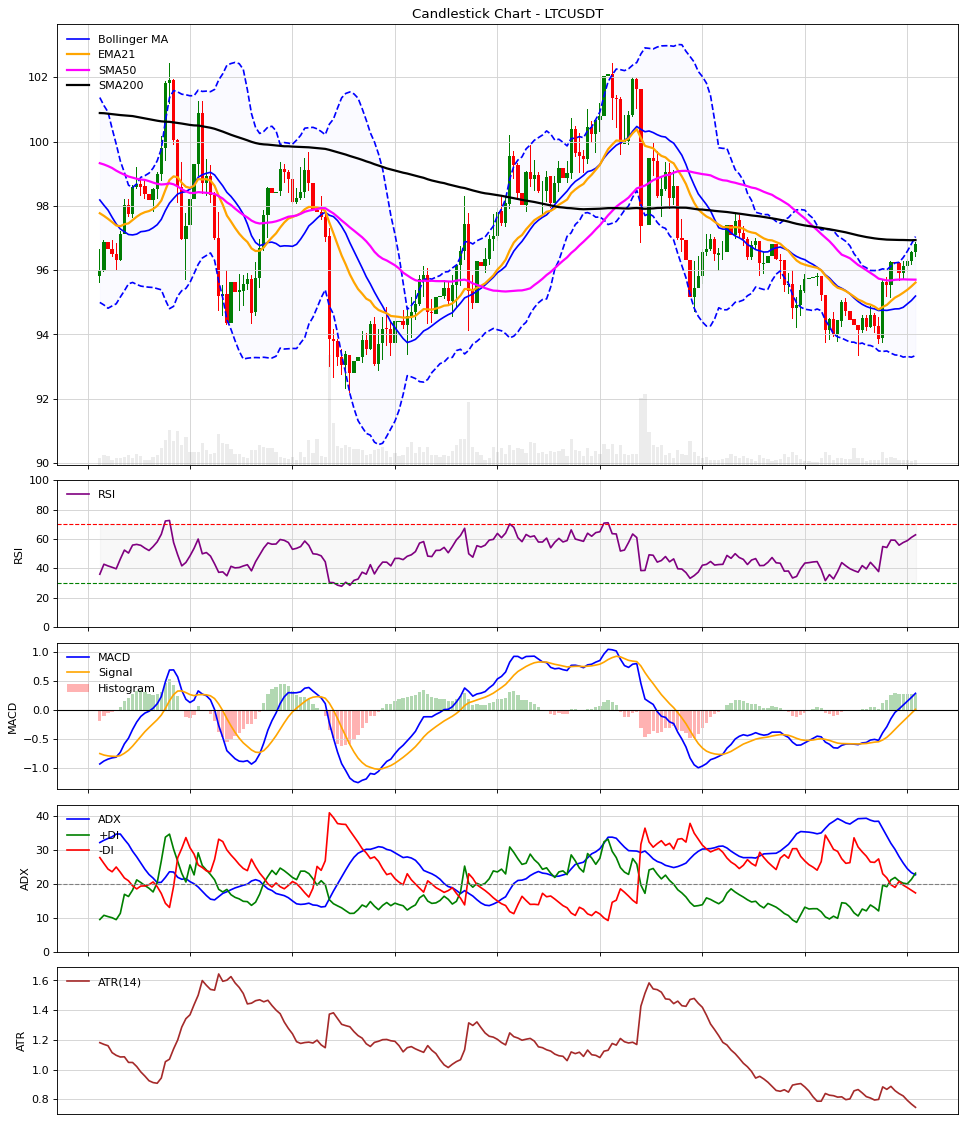 Candlestick Chart - LTCUSDT
Bollinger MA
EMA21
SMA50
SMA200
102
100
98
96
94
92
90
RSI
RSI
100
80
60
40
20
0
MACD
MACD
Signal
Histogram
1.0
0.5
0.0
−0.5
−1.0
ADX
ADX
+DI
-DI
40
30
20
10
0
ATR
ATR(14)
1.6
1.4
1.2
1.0
0.8